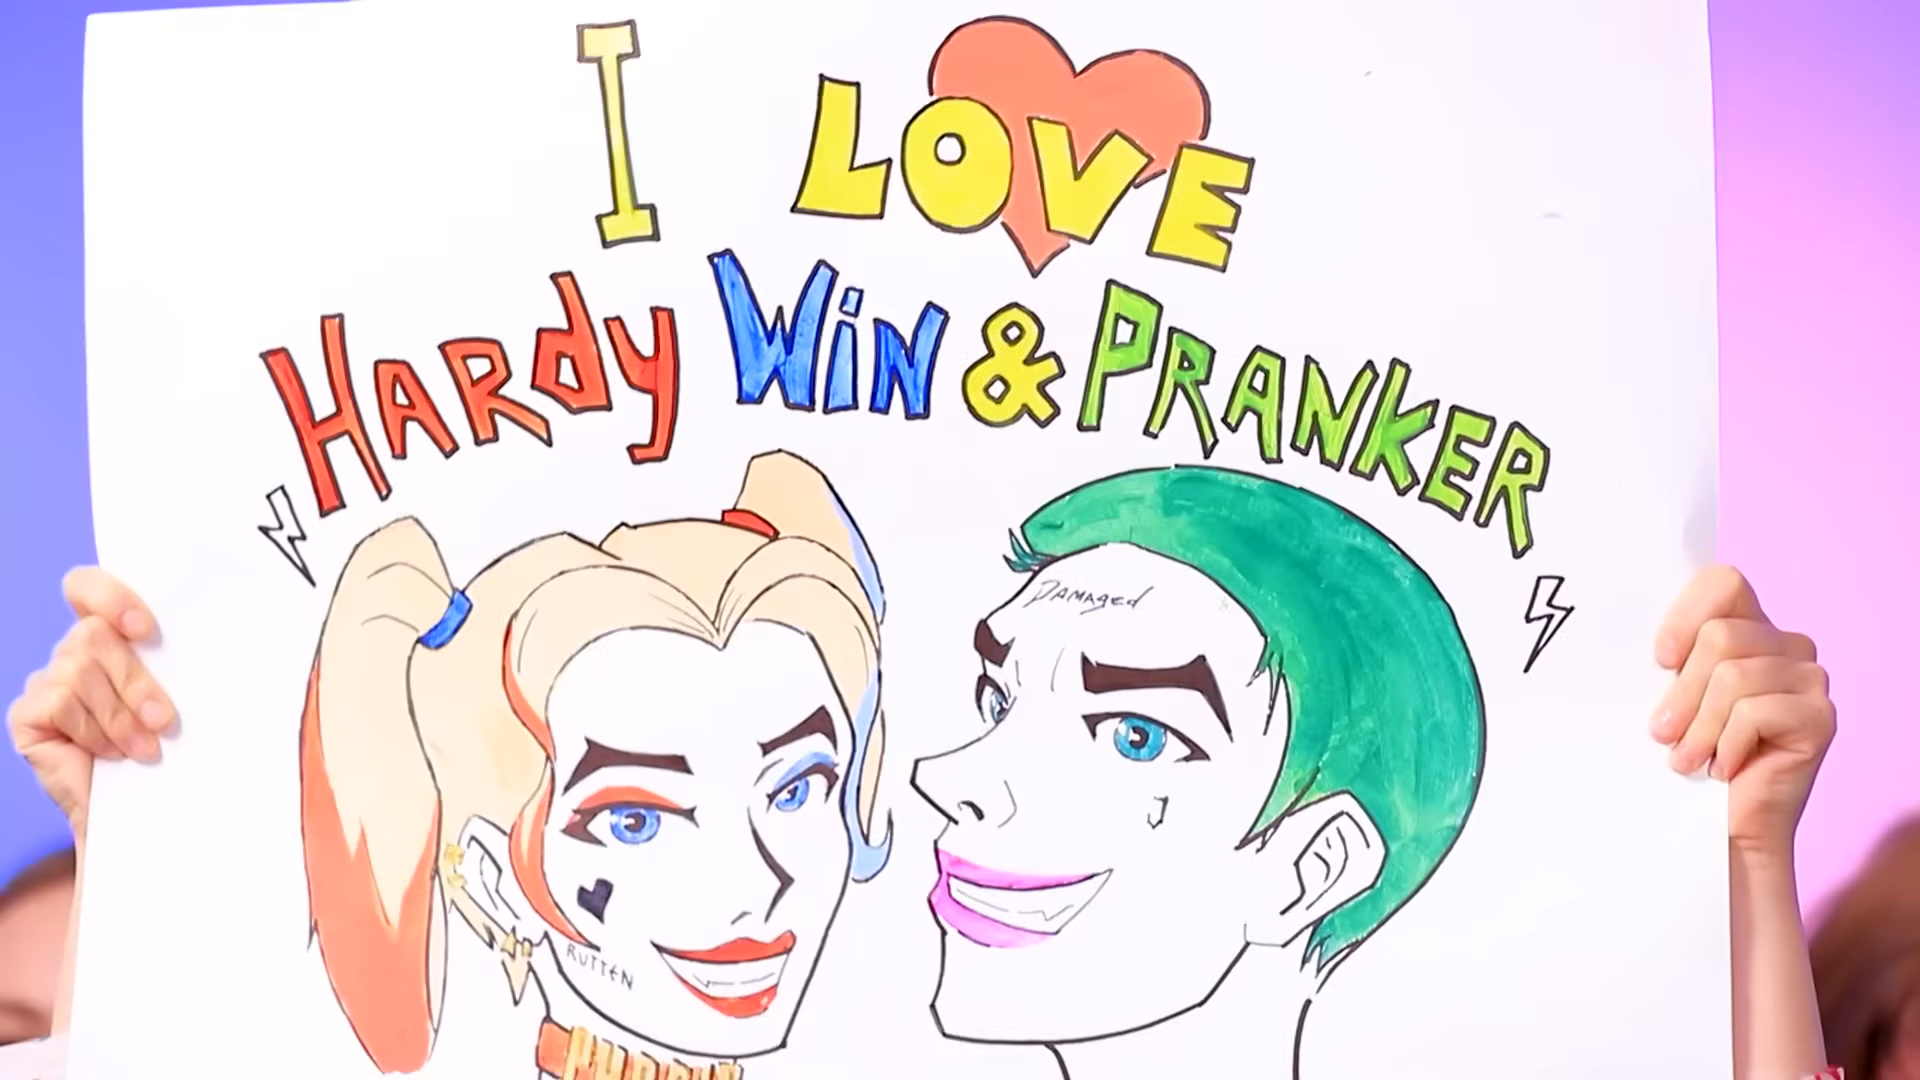 I LOVE
HARdy WiN & PRANKER
DAMAGED
J
RUTTEN